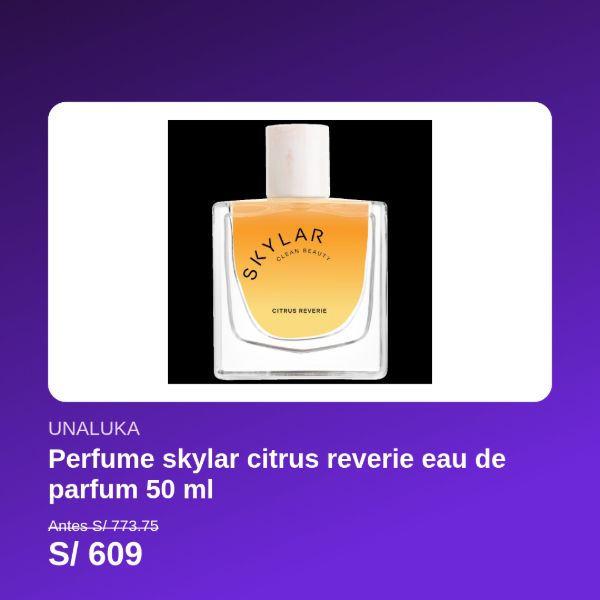 SKYLAR
CLEAN BEAUTY
CITRUS REVERIE
UNALUKA
Perfume skylar citrus reverie eau de
parfum 50 ml
Antes S/ 773.75
S/ 609